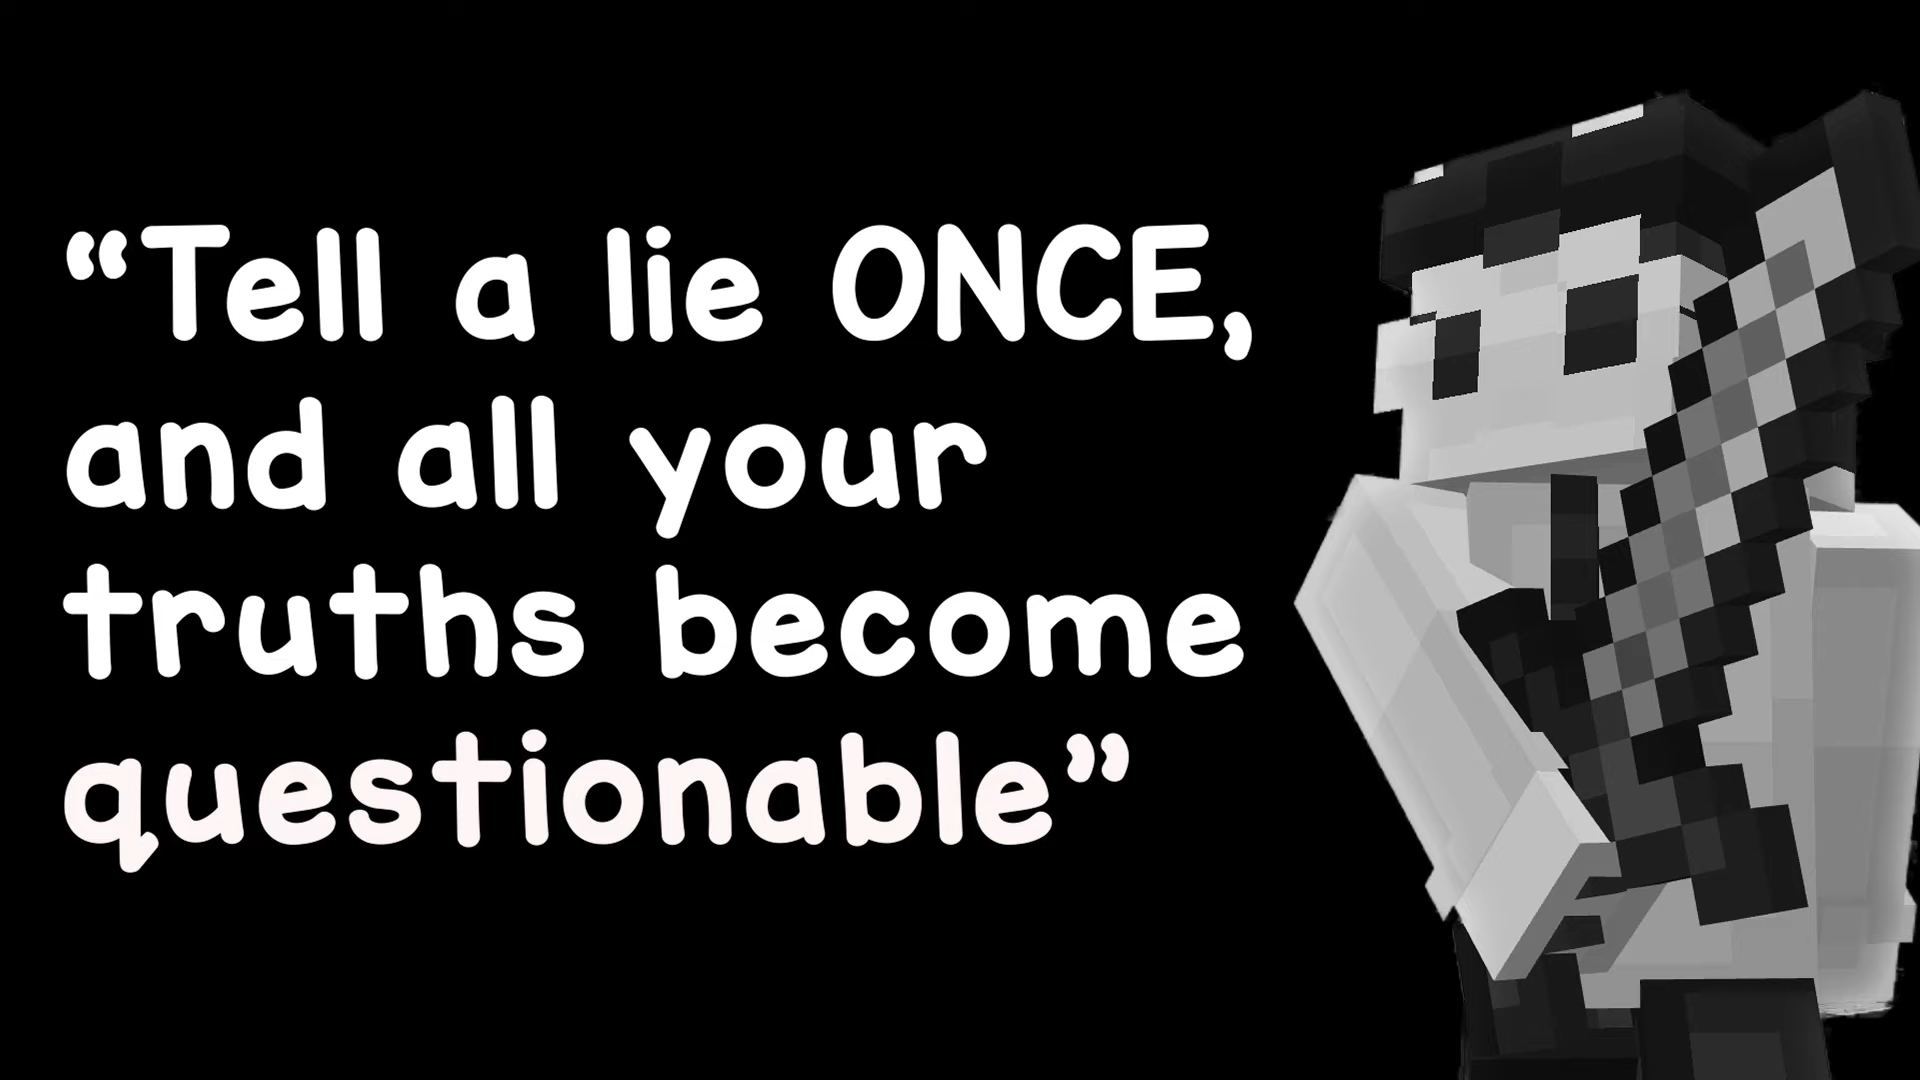 “Tell a lie ONCE,
and all your
truths become
questionable”